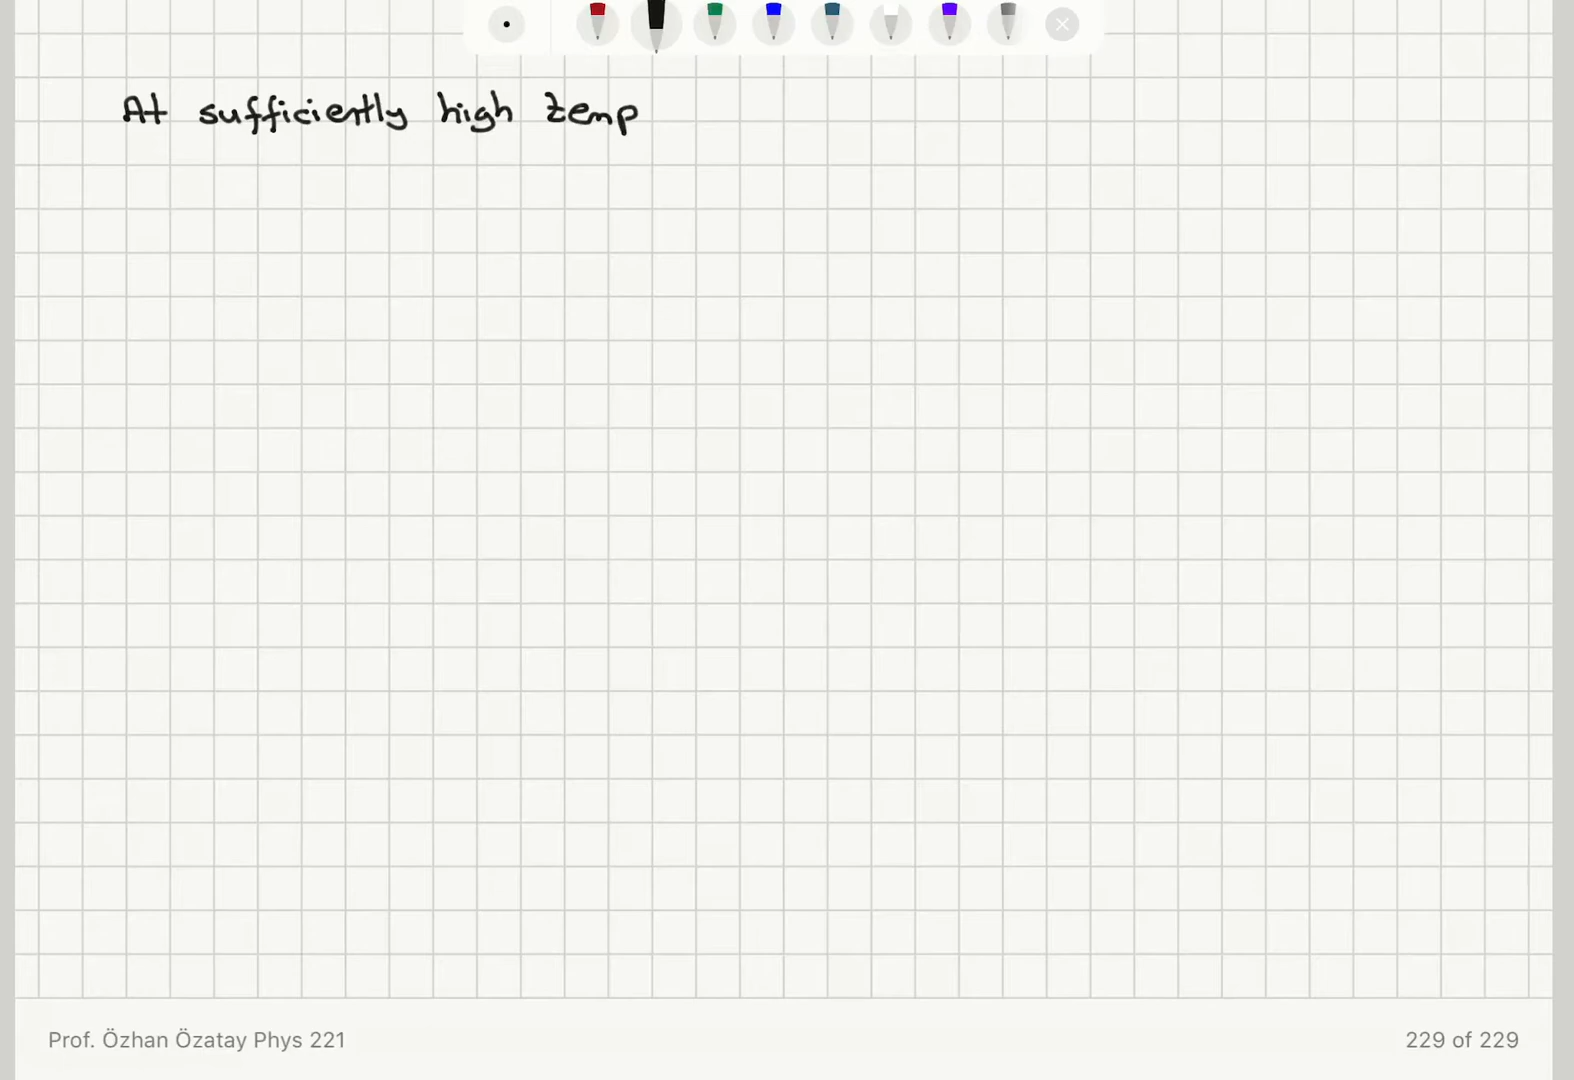 At sufficiently high temp
Prof. Özhan Özatay Phys 221
229 of 229